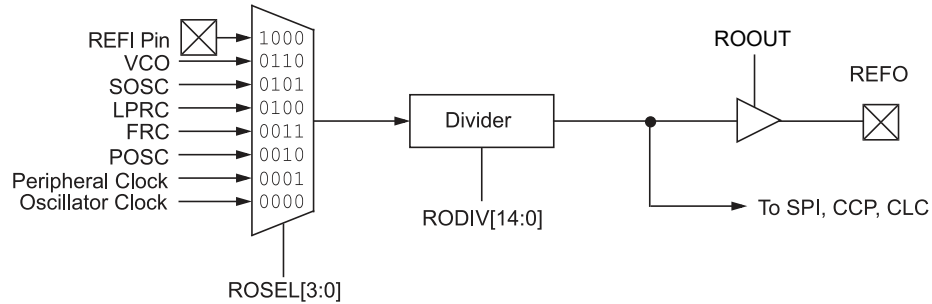 REFI Pin
1000
VCO
0110
SOSC
0101
LPRC
0100
FRC
0011
POSC
0010
Peripheral Clock
0001
Oscillator Clock
0000
ROSEL[3:0]
Divider
RODIV[14:0]
ROOUT
REFO
To SPI, CCP, CLC